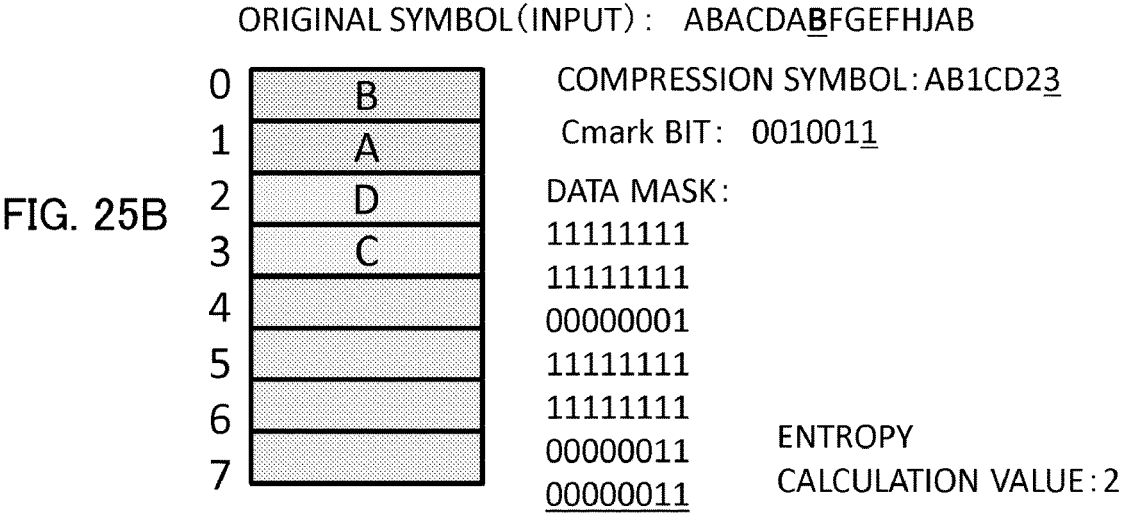 ORIGINAL SYMBOL(INPUT): ABACDABFGEFHJAB
0 B
1 A
2 D
3 C
4
5
6
7
FIG. 25B
COMPRESSION SYMBOL:AB1CD23
Cmark BIT: 0010011
DATA MASK:
11111111
11111111
00000001
11111111
11111111
00000011
00000011
ENTROPY
CALCULATION VALUE:2